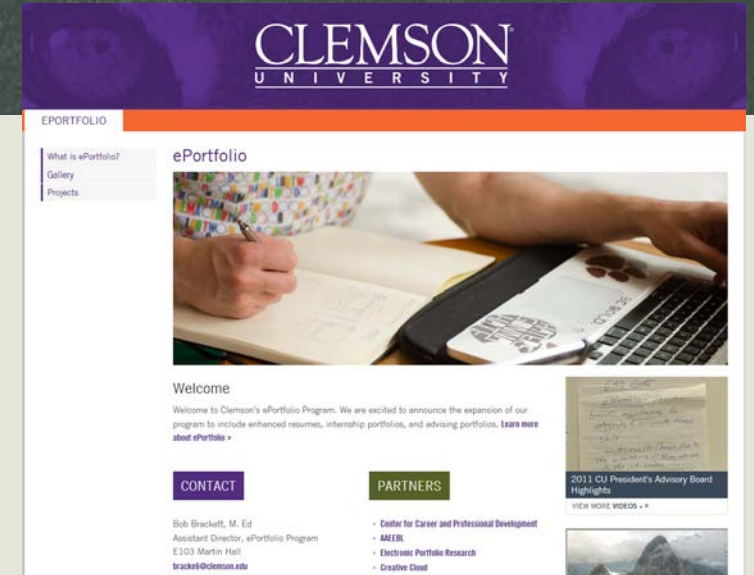 CLEMSON
UNIVERSITY
EPORTFOLIO
What is ePortfolio?
Gallery
Projects
ePortfolio
Welcome
Welcome to Clemson's ePortfolio Program. We are excited to announce the expansion of our
program to include enhanced resumes, internship portfolios, and advising portfolios. Learn more
about ePortfolio »
CONTACT
Bob Brackett, M. Ed
Assistant Director, ePortfolio Program
E103 Martin Hall
PARTNERS
Center for Career and Professional Development
AAEEBL
Electronic Portfolio Research
Creative Cloud
2011 CU President's Advisory Board
Highlights
VIEW MORE VIDEOS